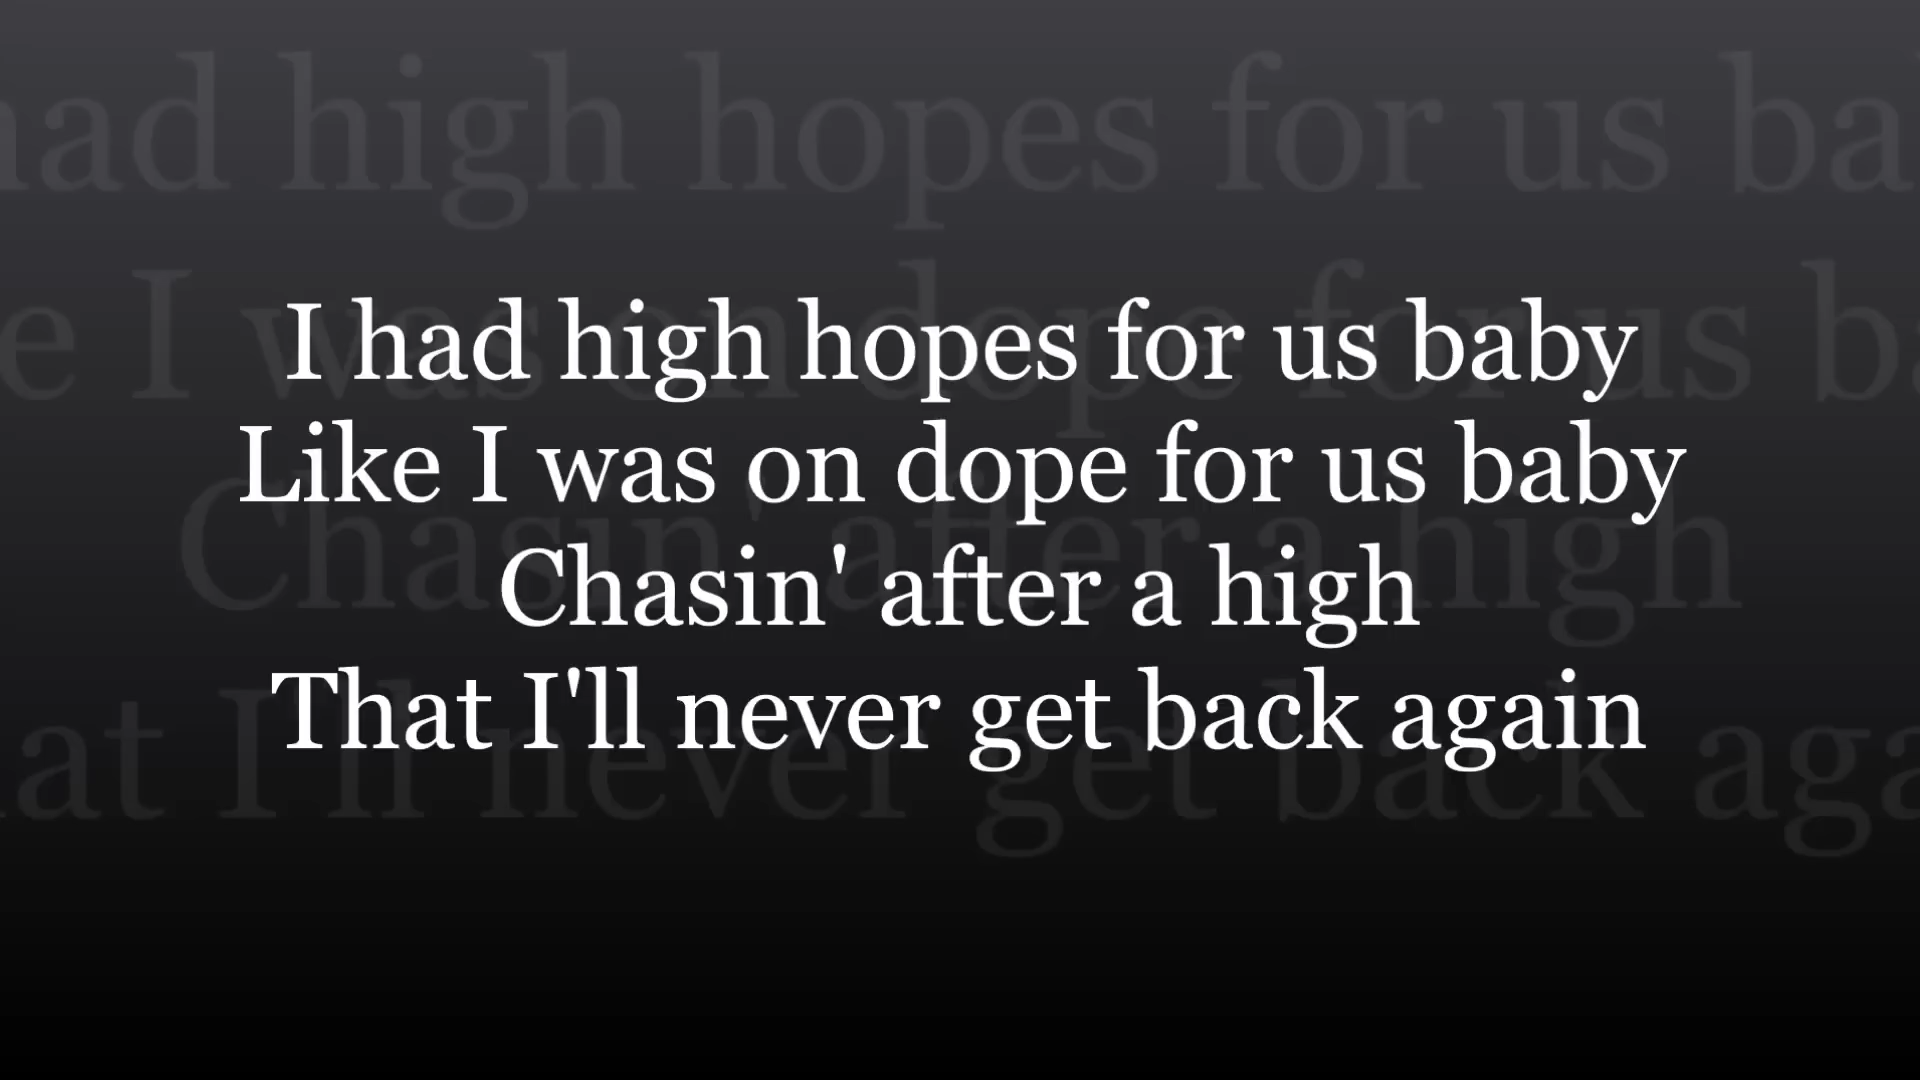 I had high hopes for us baby
Like I was on dope for us baby
Chasin' after a high
That I'll never get back again